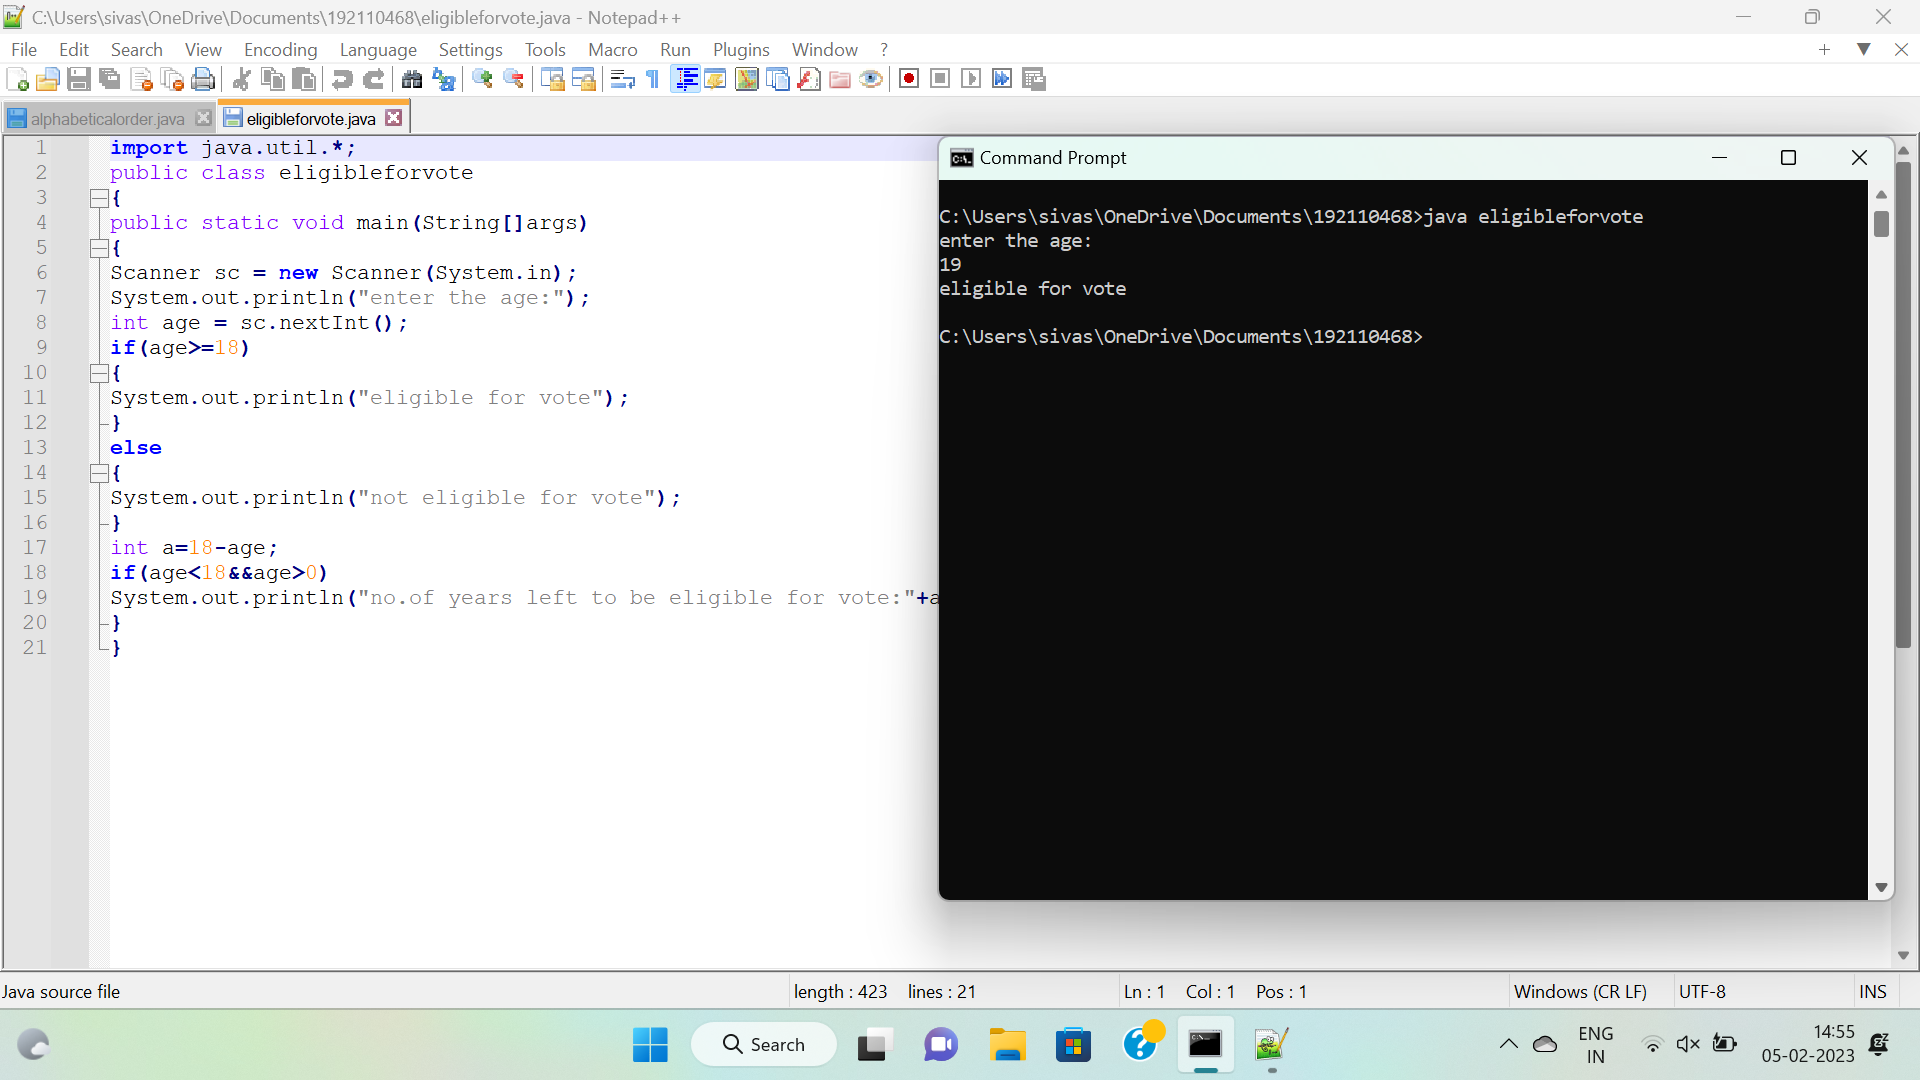 C:\Users\sivas\OneDrive\Documents\192110468\eligibleforvote.java - Notepad++
File Edit Search View Encoding Language Settings Tools Macro Run Plugins Window ?
alphabeticalorder.java eligibleforvote.java
1 import java.util.*;
2 public class eligibleforvote
3 {
4 public static void main(String[]args)
5 {
6 Scanner sc = new Scanner(System.in);
7 System.out.println("enter the age:");
8 int age = sc.nextInt();
9 if(age>=18)
10 {
11 System.out.println("eligible for vote");
12 }
13 else
14 {
15 System.out.println("not eligible for vote");
16 }
17 int a=18-age;
18 if(age<18&&age>0)
19 System.out.println("no.of years left to be eligible for vote:"+a
20 }
21 }
Command Prompt
C:\Users\sivas\OneDrive\Documents\192110468>java eligibleforvote
enter the age:
19
eligible for vote
C:\Users\sivas\OneDrive\Documents\192110468>
Java source file length : 423 lines : 21 Ln : 1 Col : 1 Pos : 1 Windows (CR LF) UTF-8 INS
Search
ENG
IN
14:55
05-02-2023